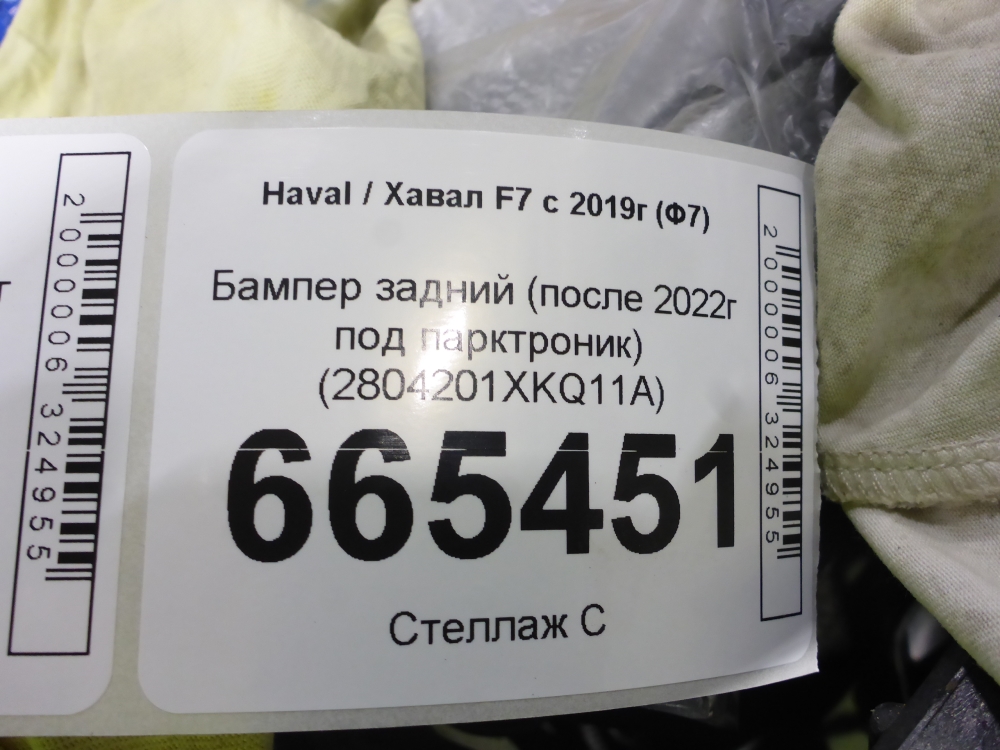 Haval / Хавал F7 с 2019г (Ф7)
Бампер задний (после 2022г
под парктроник)
(2804201XKQ11A)
665451
Стеллаж С
2000006324955
2000006324955
г